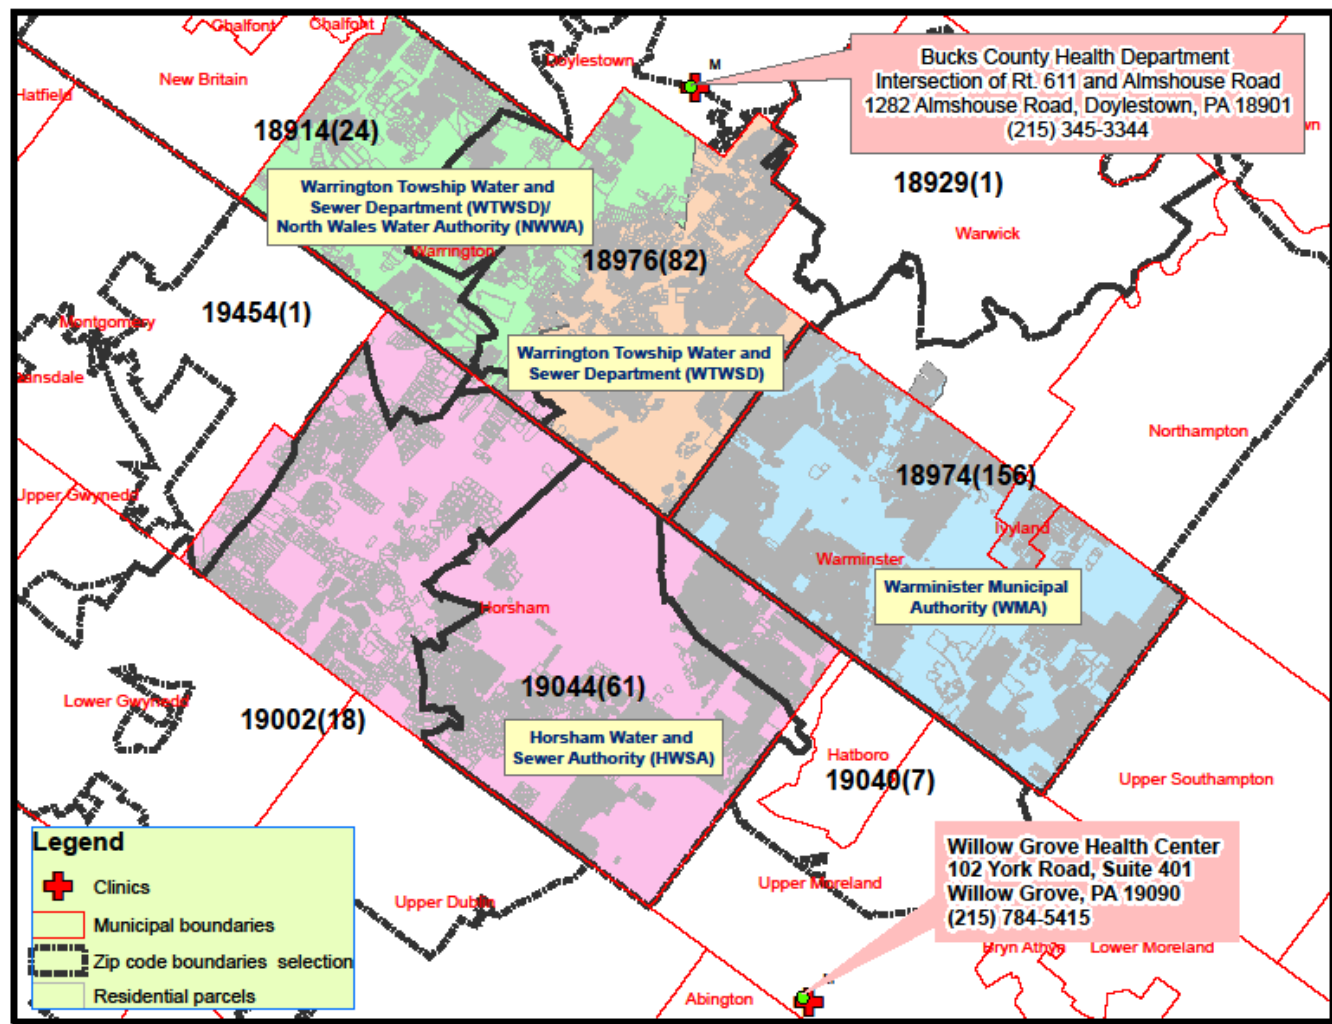 Chalfont
Chalfont
New Britain
Doylestown
M
Bucks County Health Department
Intersection of Rt. 611 and Almshouse Road
1282 Almshouse Road, Doylestown, PA 18901
(215) 345-3344
Hatfield
18914(24)
Warrington Towship Water and
Sewer Department (WTWSD)/
North Wales Water Authority (NWWA)
18929(1)
Warwick
Warrington
18976(82)
19454(1)
Montgomery
Warrington Towship Water and
Sewer Department (WTWSD)
Northampton
18974(156)
Upper Gwynedd
Ivyland
Warminster
Warminister Municipal
Authority (WMA)
Horsham
19044(61)
Lower Gwynedd
19002(18)
Horsham Water and
Sewer Authority (HWSA)
Hatboro
19040(7)
Upper Southampton
Legend
Clinics
Municipal boundaries
Zip code boundaries selection
Residential parcels
Upper Dublin
Upper Moreland
Willow Grove Health Center
102 York Road, Suite 401
Willow Grove, PA 19090
(215) 784-5415
Bryn Athyn
Lower Moreland
Abington